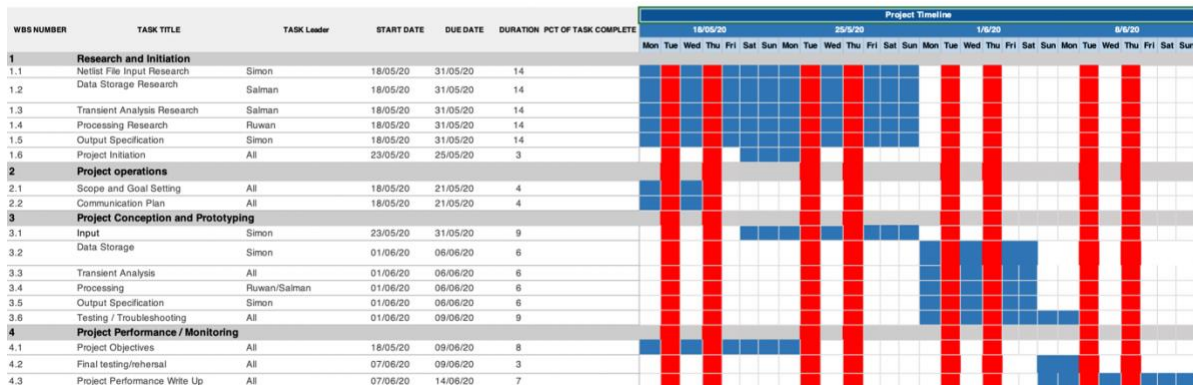 Project Timeline
WBS NUMBER TASK TITLE TASK Leader START DATE DUE DATE DURATION PCT OF TASK COMPLETE 18/05/20 25/5/20 1/6/20 8/6/20
Mon Tue Wed Thu Fri Sat Sun Mon Tue Wed Thu Fri Sat Sun Mon Tue Wed Thu Fri Sat Sun Mon Tue Wed Thu Fri Sat Sun
1 Research and Initiation
1.1 Netlist File Input Research Simon 18/05/20 31/05/20 14
1.2 Data Storage Research Salman 18/05/20 31/05/20 14
1.3 Transient Analysis Research Salman 18/05/20 31/05/20 14
1.4 Processing Research Ruwan 18/05/20 31/05/20 14
1.5 Output Specification Simon 18/05/20 31/05/20 14
1.6 Project Initiation All 23/05/20 25/05/20 3
2 Project operations
2.1 Scope and Goal Setting All 18/05/20 21/05/20 4
2.2 Communication Plan All 18/05/20 21/05/20 4
3 Project Conception and Prototyping
3.1 Input Simon 23/05/20 31/05/20 9
3.2 Data Storage Simon 01/06/20 06/06/20 6
3.3 Transient Analysis All 01/06/20 06/06/20 6
3.4 Processing Ruwan/Salman 01/06/20 06/06/20 6
3.5 Output Specification Simon 01/06/20 06/06/20 6
3.6 Testing / Troubleshooting All 01/06/20 09/06/20 9
4 Project Performance / Monitoring
4.1 Project Objectives All 18/05/20 09/06/20 8
4.2 Final testing/rehersal All 07/06/20 09/06/20 3
4.3 Project Performance Write Up All 07/06/20 14/06/20 7